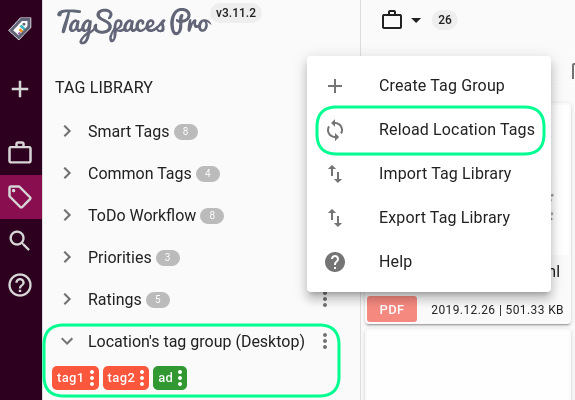 TagSpaces Pro v3.11.2
26
TAG LIBRARY
Smart Tags 8
Common Tags 4
ToDo Workflow 8
Priorities 3
Ratings 5
Location's tag group (Desktop)
tag1 tag2 ad
Create Tag Group
Reload Location Tags
Import Tag Library
Export Tag Library
Help
PDF 2019.12.26 | 501.33 KB